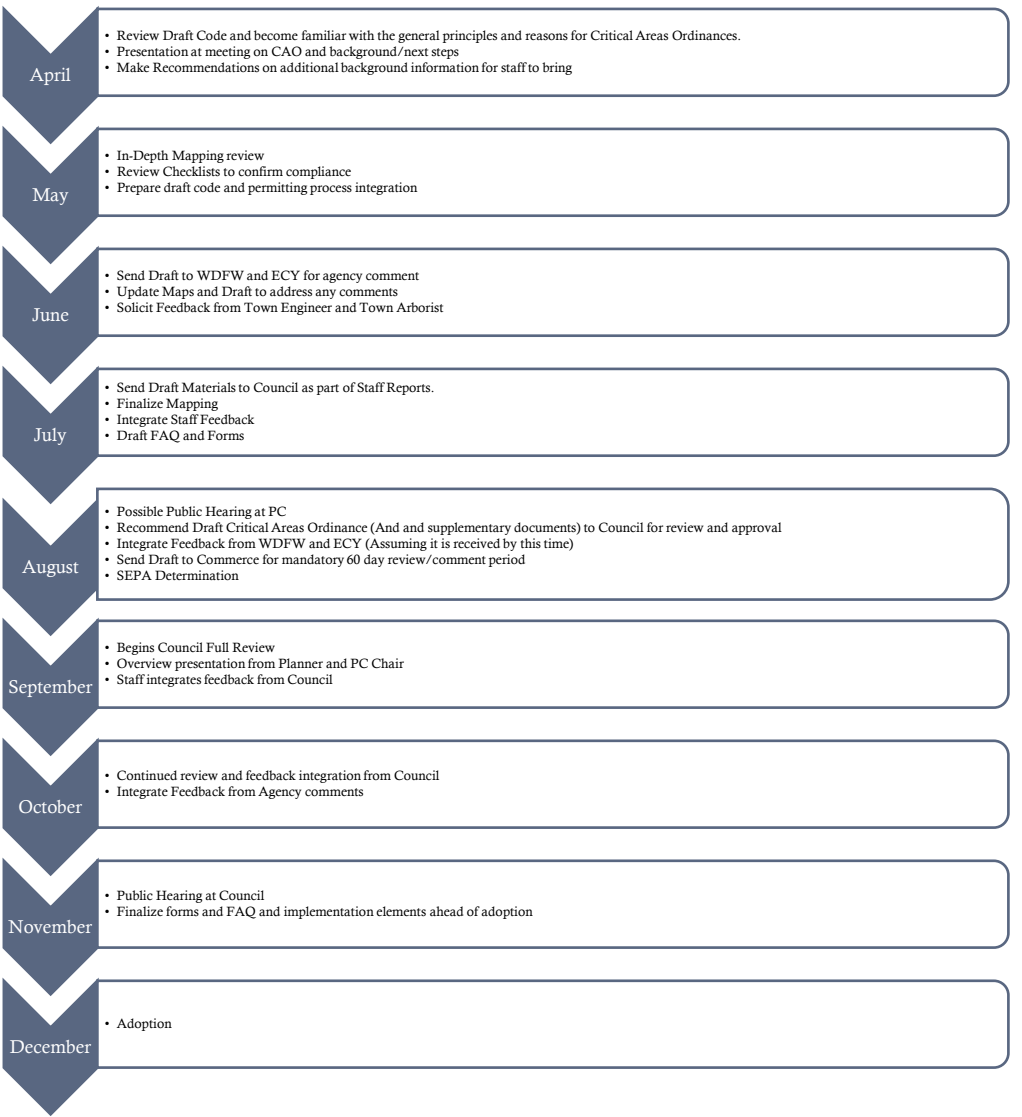 April
• Review Draft Code and become familiar with the general principles and reasons for Critical Areas Ordinances.
• Presentation at meeting on CAO and background/next steps
• Make Recommendations on additional background information for staff to bring
May
• In-Depth Mapping review
• Review Checklists to confirm compliance
• Prepare draft code and permitting process integration
June
• Send Draft to WDFW and ECY for agency comment
• Update Maps and Draft to address any comments
• Solicit Feedback from Town Engineer and Town Arborist
July
• Send Draft Materials to Council as part of Staff Reports.
• Finalize Mapping
• Integrate Staff Feedback
• Draft FAQ and Forms
August
• Possible Public Hearing at PC
• Recommend Draft Critical Areas Ordinance (And and supplementary documents) to Council for review and approval
• Integrate Feedback from WDFW and ECY (Assuming it is received by this time)
• Send Draft to Commerce for mandatory 60 day review/comment period
• SEPA Determination
September
• Begins Council Full Review
• Overview presentation from Planner and PC Chair
• Staff integrates feedback from Council
October
• Continued review and feedback integration from Council
• Integrate Feedback from Agency comments
November
• Public Hearing at Council
• Finalize forms and FAQ and implementation elements ahead of adoption
December
• Adoption